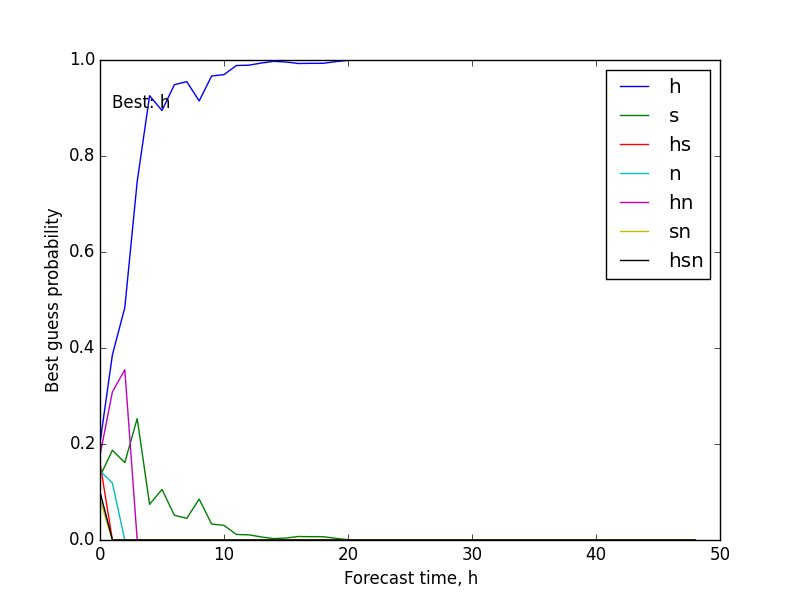 1.0
0.8
0.6
0.4
0.2
0.0
Best guess probability
Best: h
h
s
hs
n
hn
sn
hsn
0 10 20 30 40 50
Forecast time, h